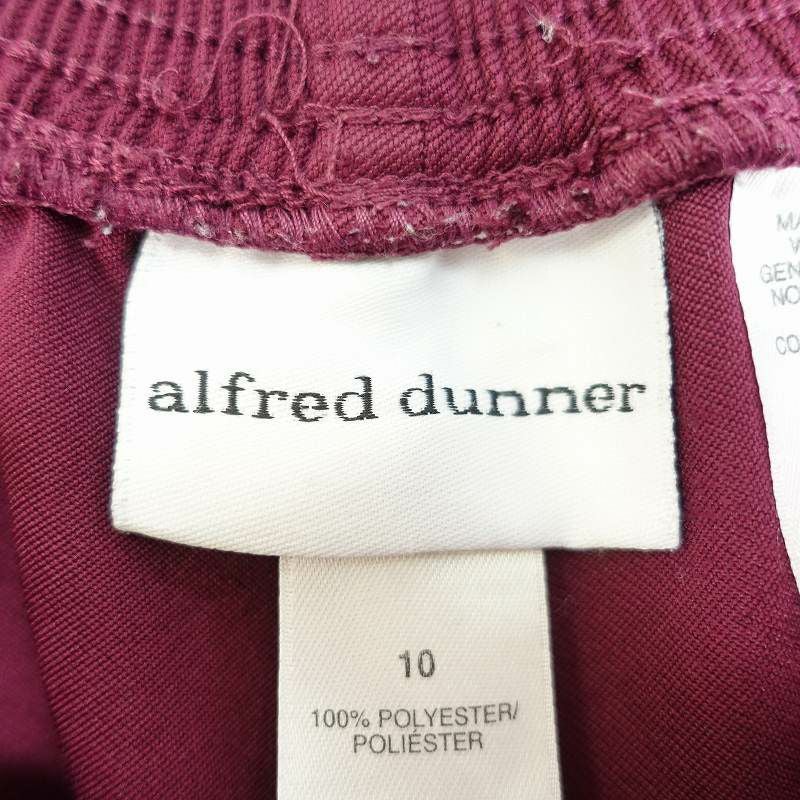 alfred dunner
10
100% POLYESTER/
POLIÉSTER